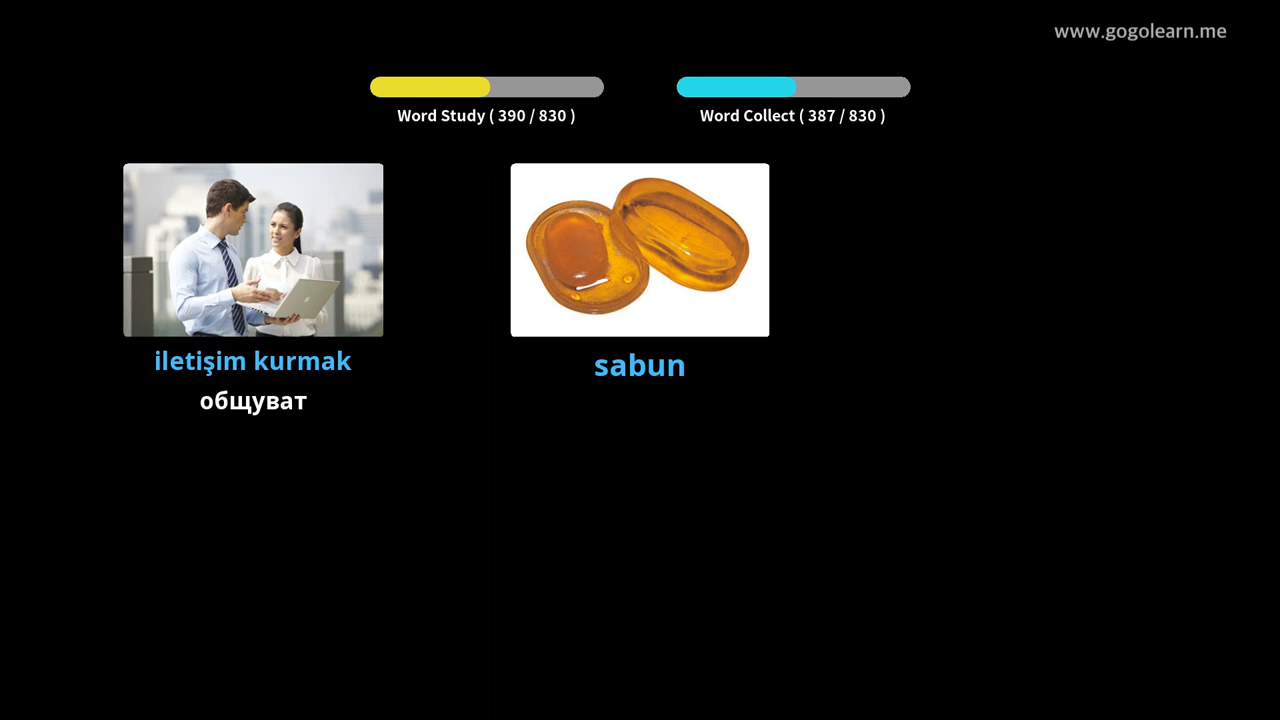 www.gogolearn.me
Word Study ( 390 / 830 )
Word Collect ( 387 / 830 )
iletişim kurmak
общуват
sabun